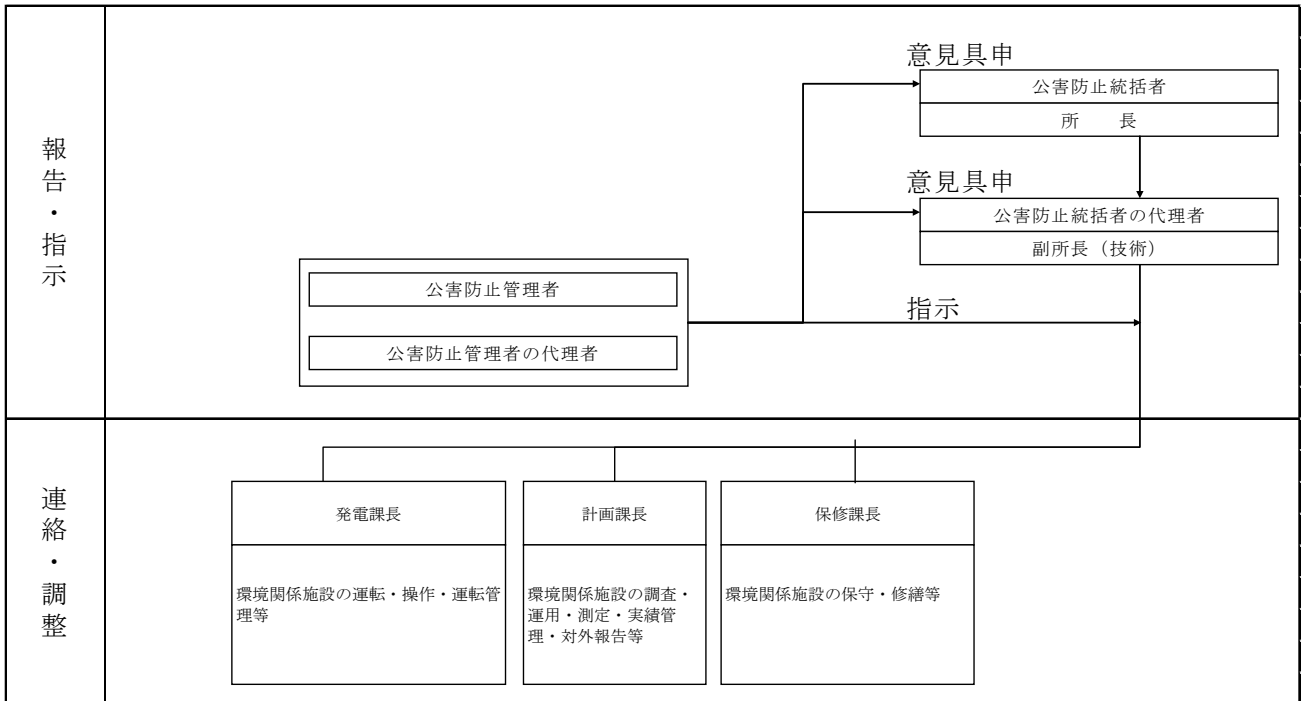 報告・指示
意見具申
公害防止統括者
所　長
意見具申
公害防止統括者の代理者
副所長（技術）
公害防止管理者
公害防止管理者の代理者
指示
連絡・調整
発電課長
環境関係施設の運転・操作・運転管
理等
計画課長
環境関係施設の調査・
運用・測定・実績管
理・対外報告等
保修課長
環境関係施設の保守・修繕等